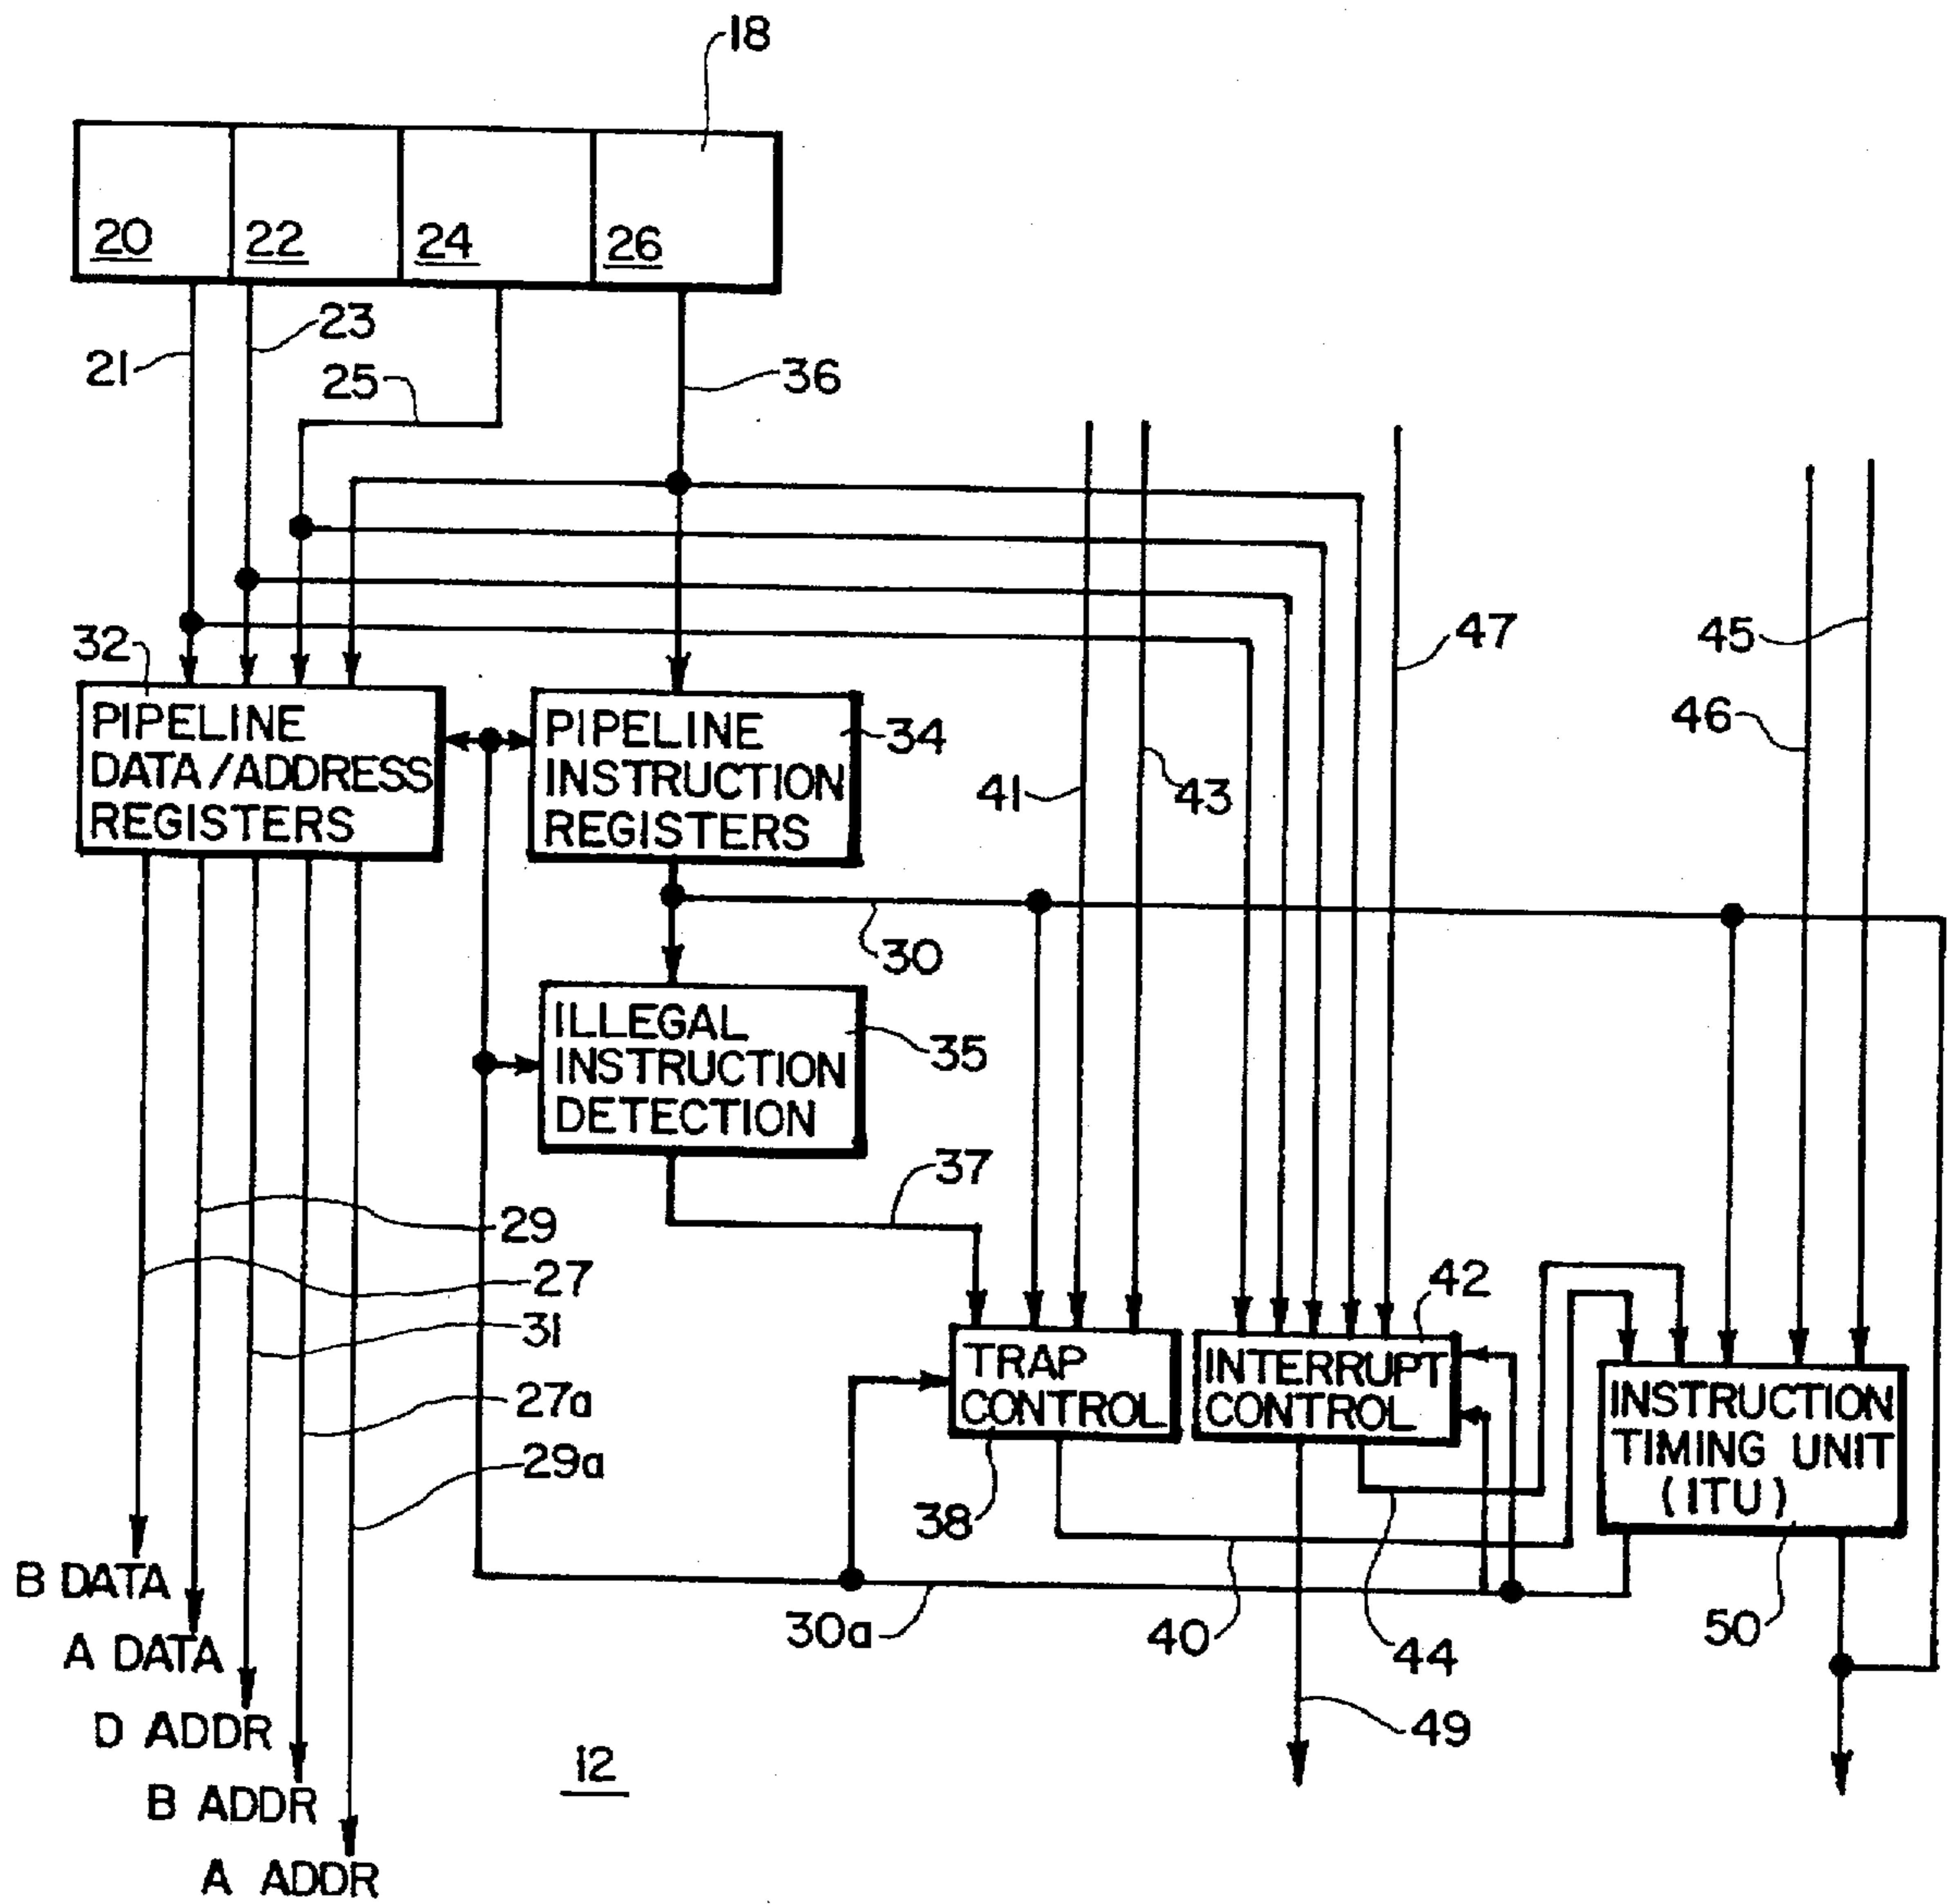 18
20 22 24 26
23
21
25
36
32
47
45
46
PIPELINE
DATA/ADDRESS
REGISTERS
PIPELINE
INSTRUCTION
REGISTERS
34
41
43
30
ILLEGAL
INSTRUCTION
DETECTION
35
37
29
27
42
31
TRAP
CONTROL
INTERRUPT
CONTROL
INSTRUCTION
TIMING UNIT
(ITU)
27a
29a
38
B DATA
30a
40
44
50
A DATA
49
D ADDR
12
B ADDR
A ADDR